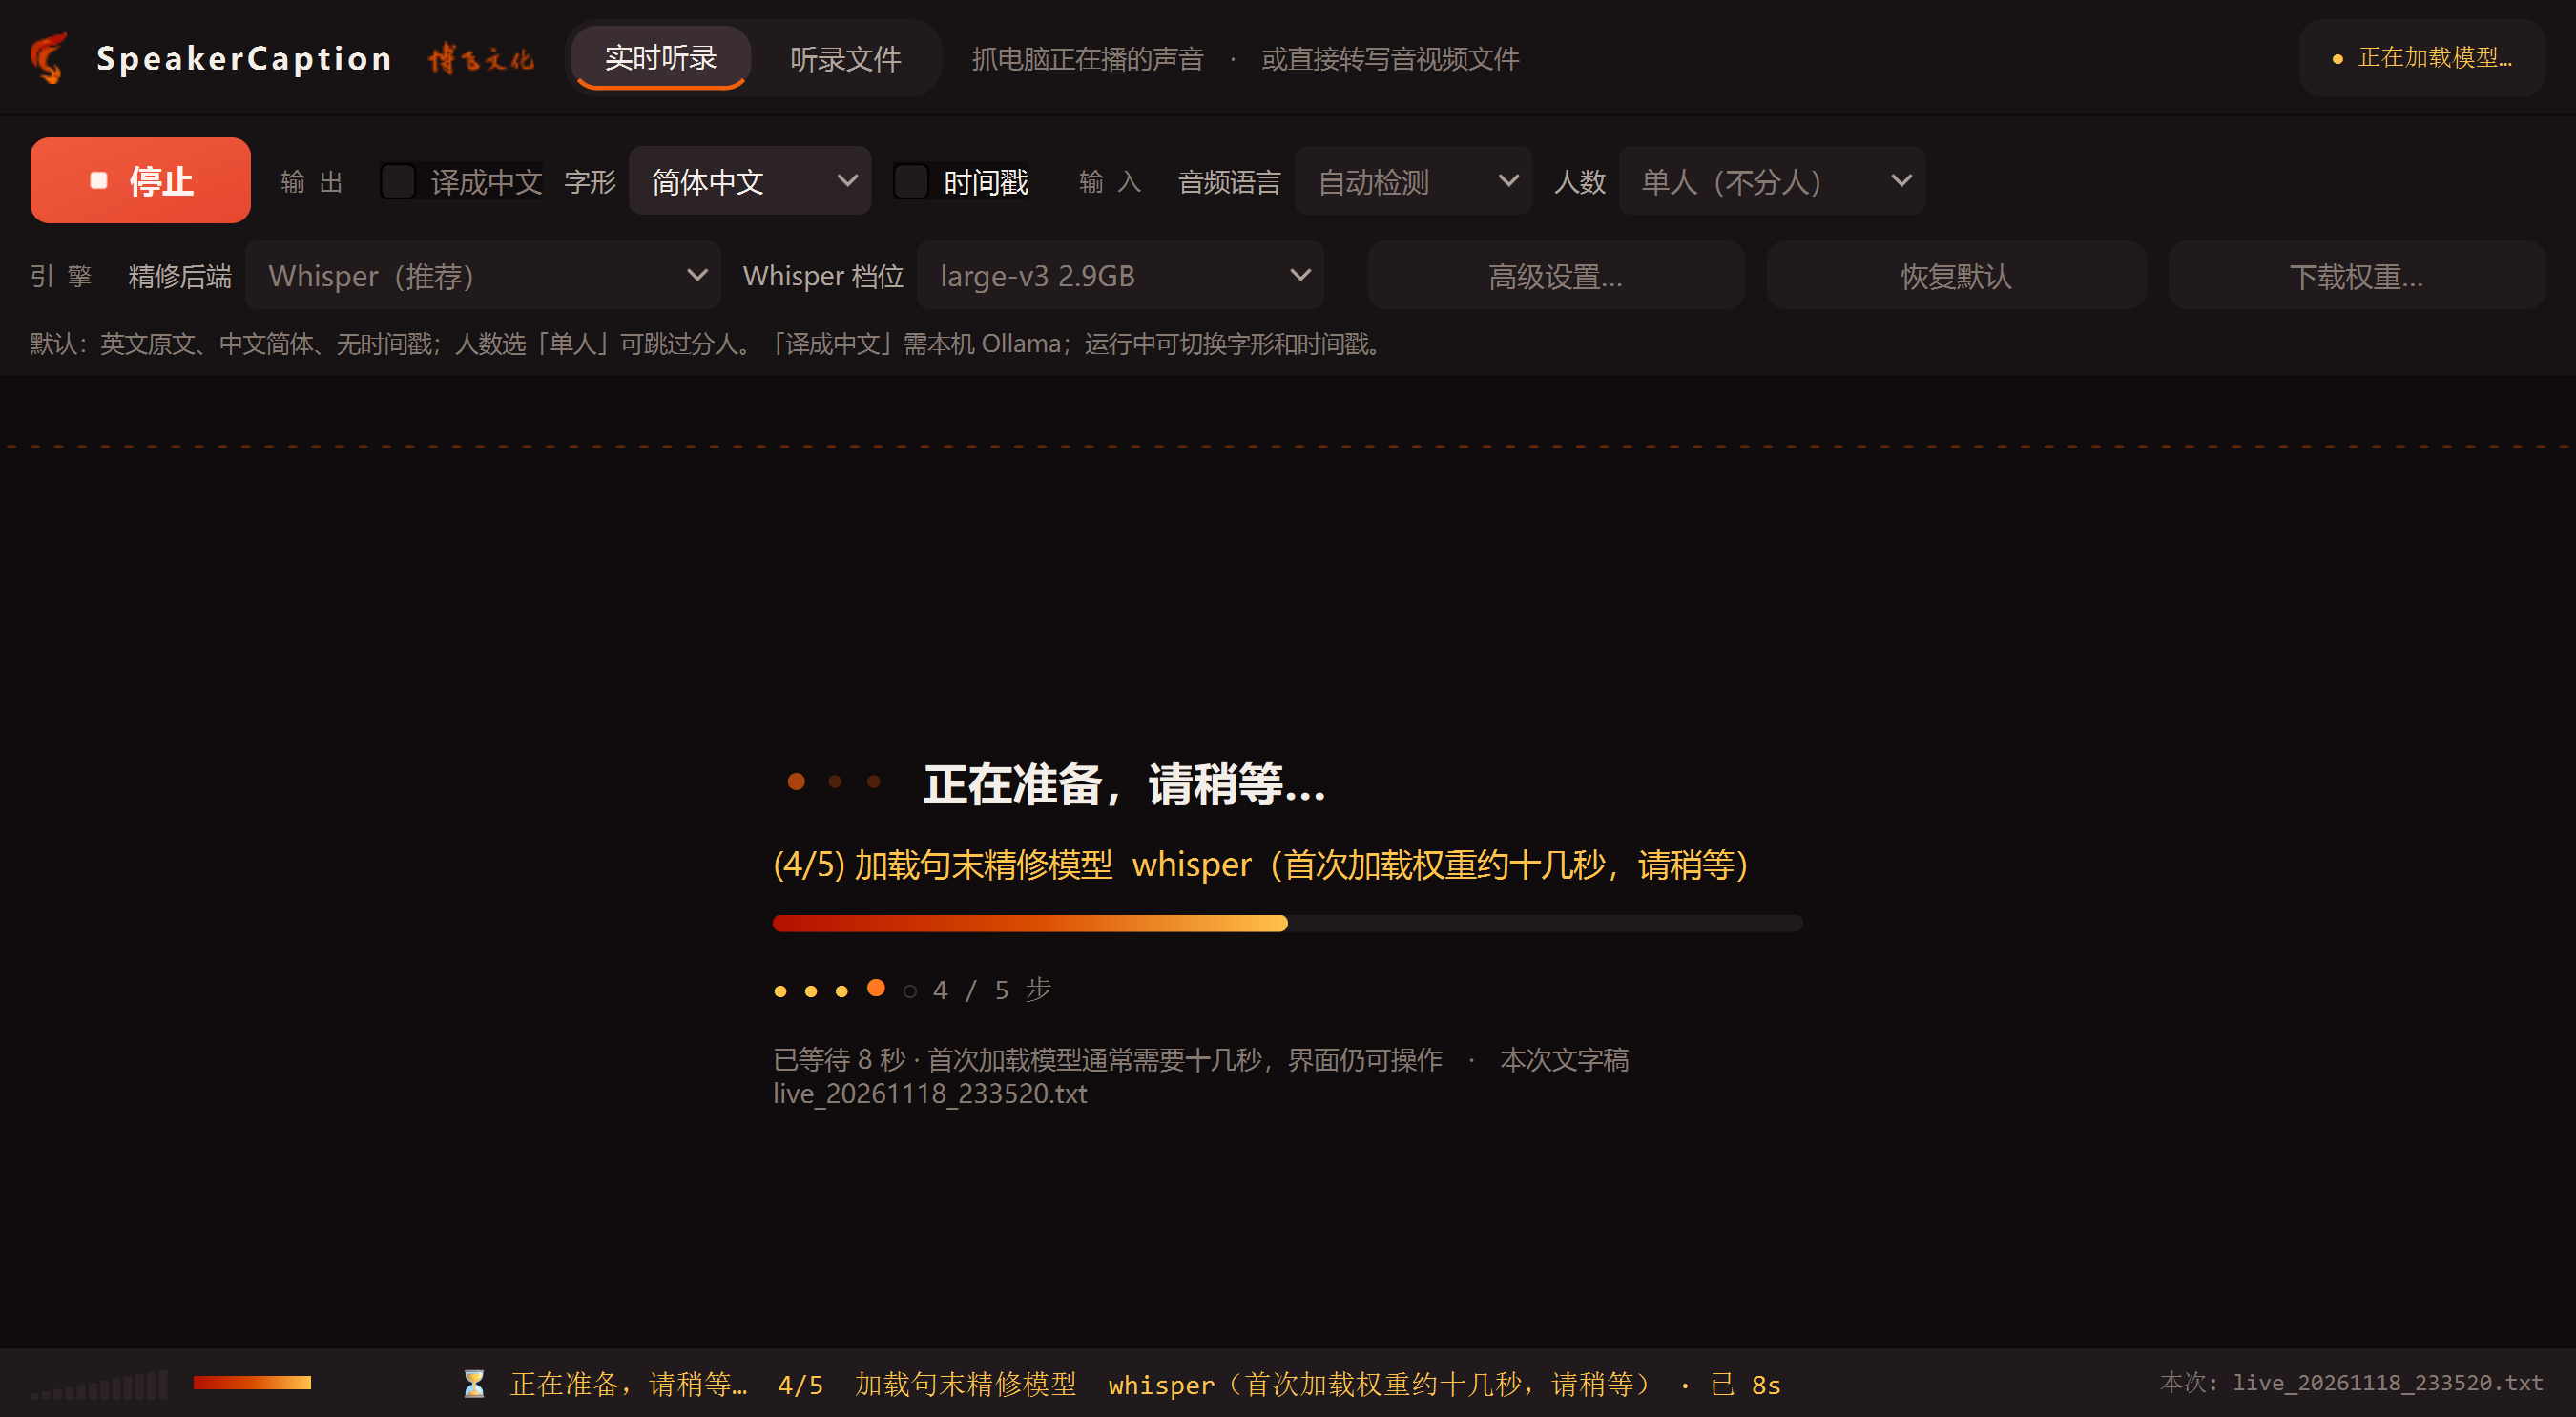 SpeakerCaption 博飞文化 实时听录 听录文件 抓电脑正在播的声音 · 或直接转写音视频文件 正在加载模型…
停止 输 出 译成中文 字形 简体中文 时间戳 输 入 音频语言 自动检测 人数 单人（不分人）
引 擎 精修后端 Whisper（推荐） Whisper 档位 large-v3 2.9GB 高级设置… 恢复默认 下载权重…
默认：英文原文、中文简体、无时间戳；人数选「单人」可跳过分人。「译成中文」需本机 Ollama；运行中可切换字形和时间戳。
正在准备，请稍等…
(4/5) 加载句末精修模型 whisper（首次加载权重约十几秒，请稍等）
4 / 5 步
已等待 8 秒 · 首次加载模型通常需要十几秒，界面仍可操作 · 本次文字稿
live_20261118_233520.txt
正在准备，请稍等… 4/5 加载句末精修模型 whisper（首次加载权重约十几秒，请稍等） · 已 8s 本次: live_20261118_233520.txt